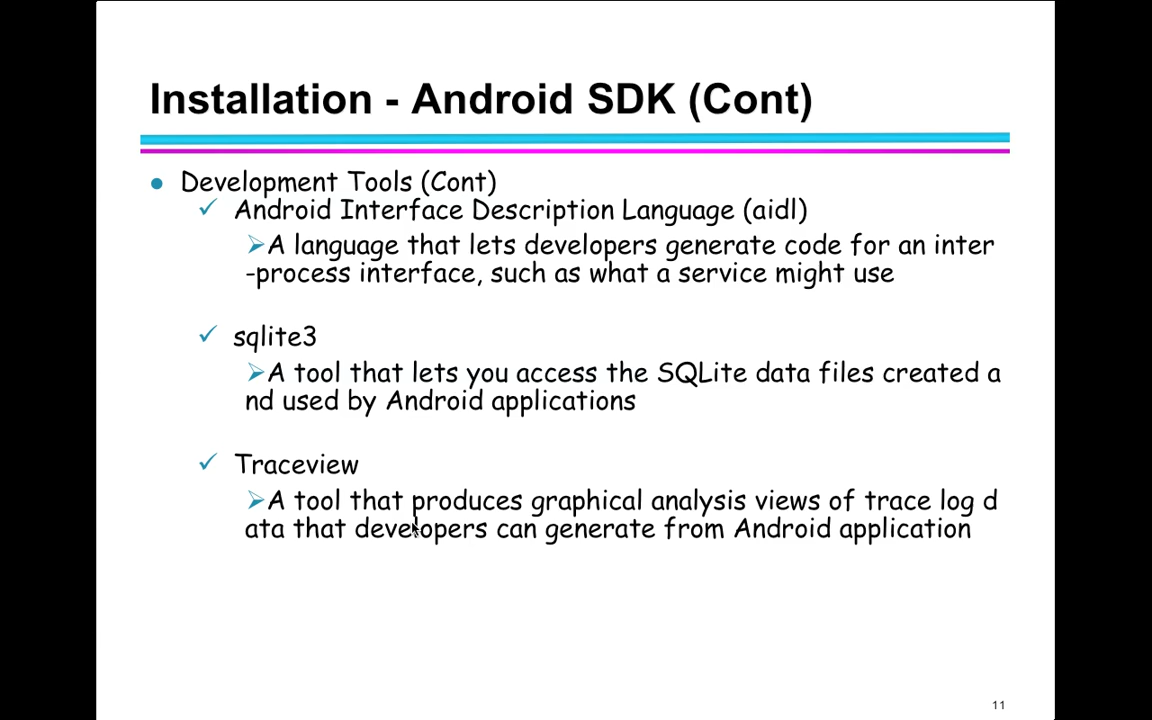 Installation - Android SDK (Cont)
Development Tools (Cont)
Android Interface Description Language (aidl)
A language that lets developers generate code for an inter
-process interface, such as what a service might use
sqlite3
A tool that lets you access the SQLite data files created a
nd used by Android applications
Traceview
A tool that produces graphical analysis views of trace log d
ata that developers can generate from Android application
11